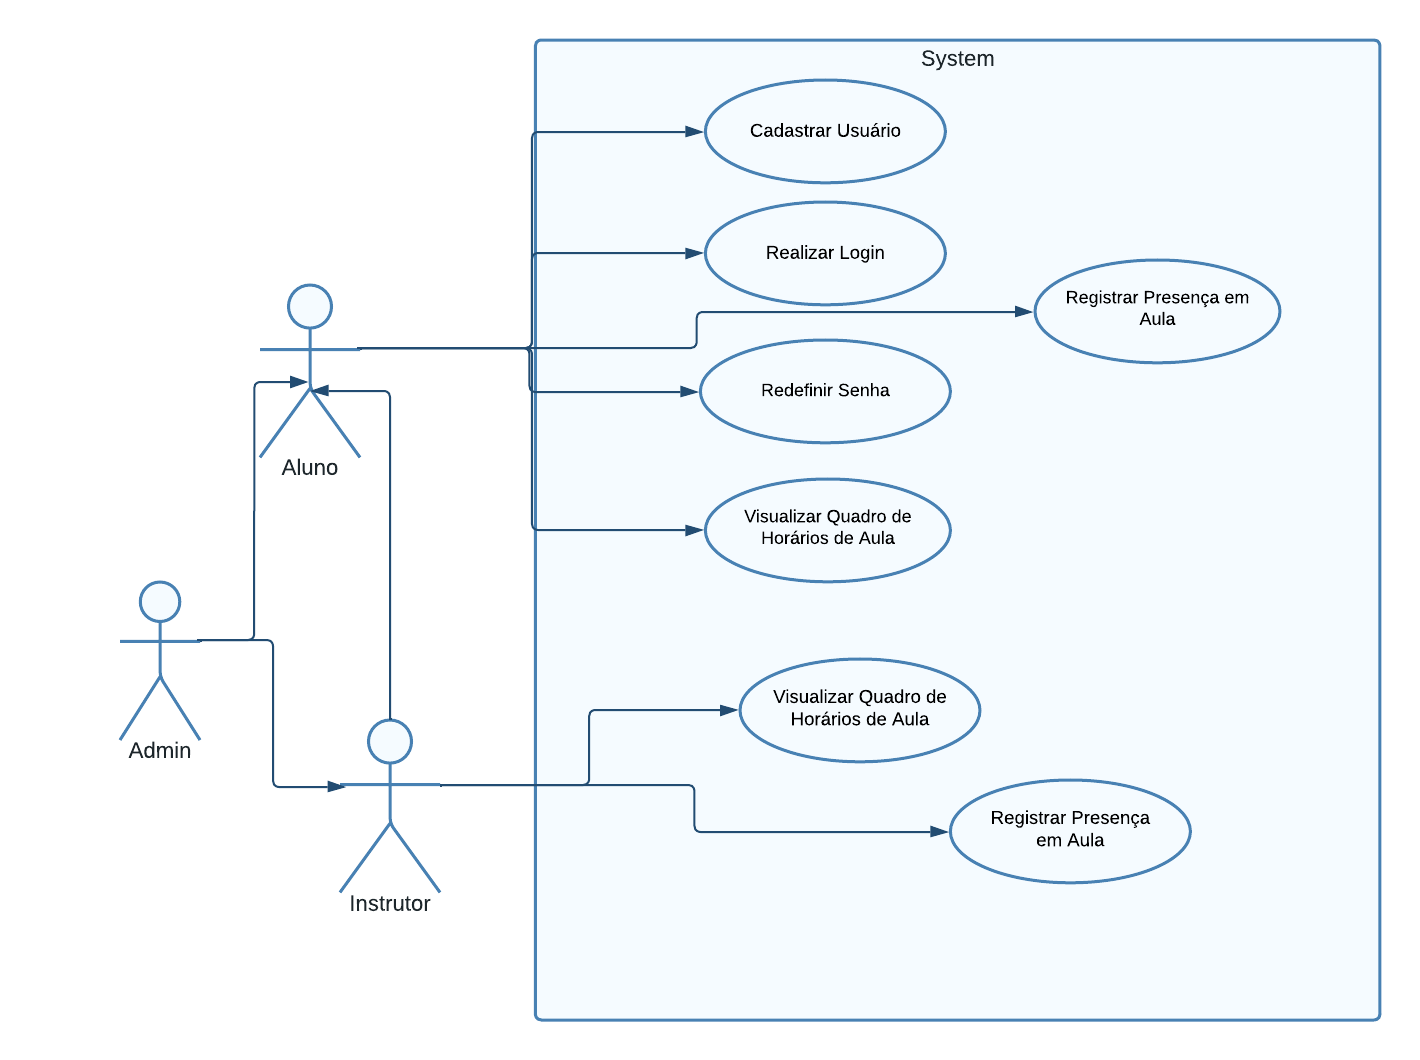 System
Cadastrar Usuário
Realizar Login
Registrar Presença em
Aula
Redefinir Senha
Aluno
Visualizar Quadro de
Horários de Aula
Admin
Visualizar Quadro de
Horários de Aula
Registrar Presença
em Aula
Instrutor